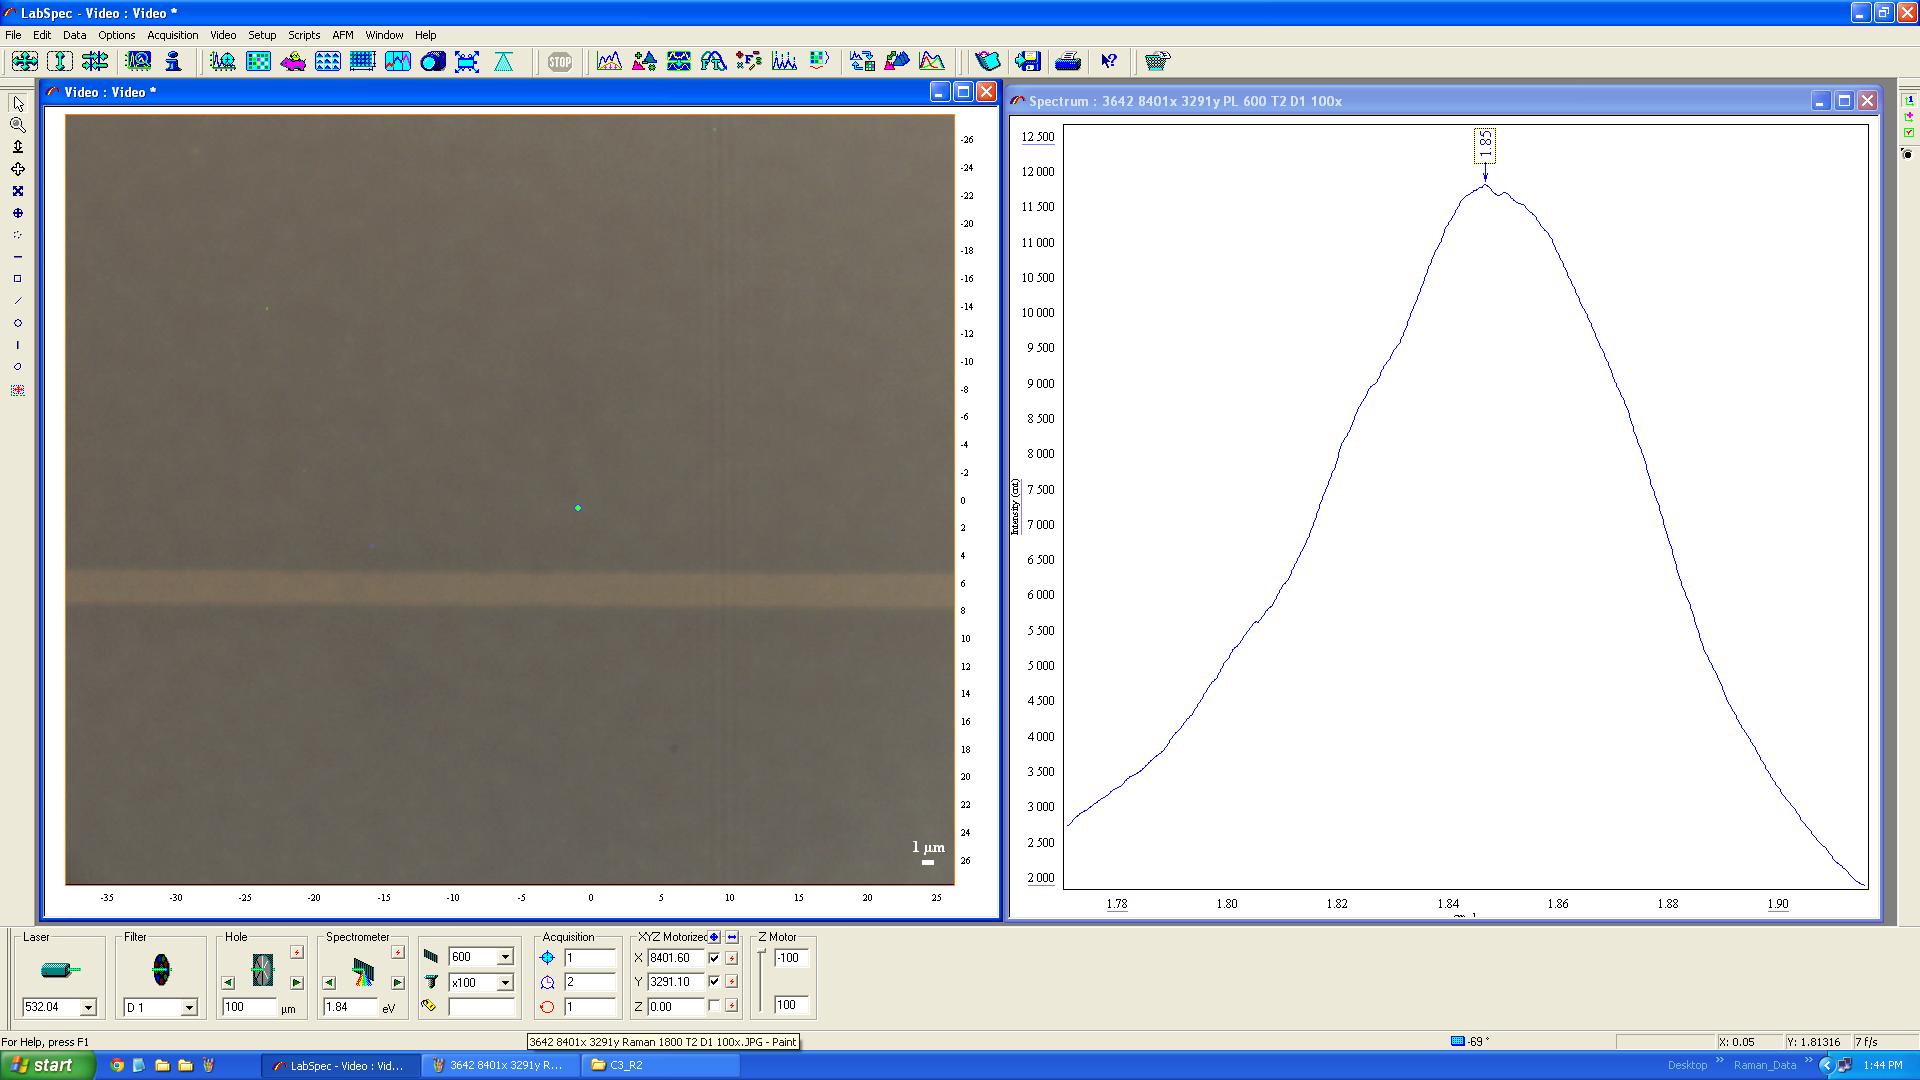 LabSpec - Video : Video *
File Edit Data Options Acquisition Video Setup Scripts AFM Window Help
STOP
Video : Video *
-26
-24
-22
-20
-18
-16
-14
-12
-10
-8
-6
-4
-2
0
2
4
6
8
10
12
14
16
18
20
22
24
26
1 µm
-35 -30 -25 -20 -15 -10 -5 0 5 10 15 20 25
Spectrum : 3642 8401x 3291y PL 600 T2 D1 100x
1.85
12 500
12 000
11 500
11 000
10 500
10 000
9 500
9 000
8 500
8 000
7 500
7 000
6 500
6 000
5 500
5 000
4 500
4 000
3 500
3 000
2 500
2 000
Intensity (cnt)
1.78 1.80 1.82 1.84 1.86 1.88 1.90
Laser
532.04
Filter
D 1
Hole
100 µm
Spectrometer
1.84 eV
600
x100
Acquisition
1
2
1
XYZ Motorized
X 8401.60
Y 3291.10
Z 0.00
Z Motor
-100
100
For Help, press F1
3642 8401x 3291y Raman 1800 T2 D1 100x.JPG - Paint
-69 °
X: 0.05
Y: 1.81316
7 f/s
start
LabSpec - Video : Vid...
3642 8401x 3291y R...
C3_R2
Desktop »
Raman_Data »
1:44 PM